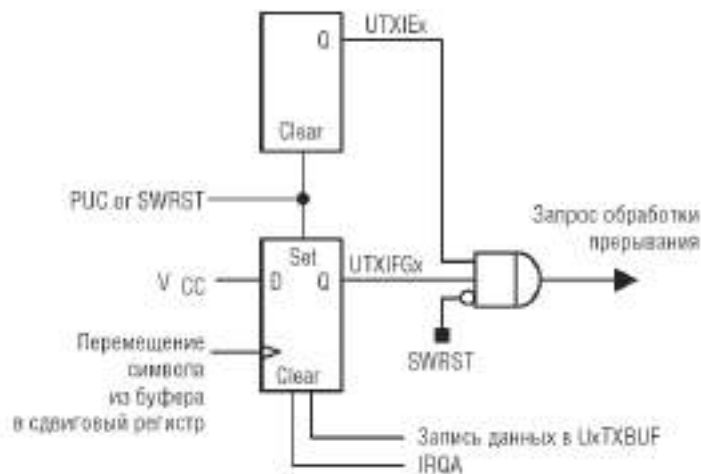 UTXIEx
Q
Clear
PUC or SWRST
Запрос обработки
прерывания
Set
UTXIFGx
V CC
D
Q
Перемещение
символа
из буфера
в сдвиговый регистр
Clear
SWRST
Запись данных в UxTXBUF
IRQA